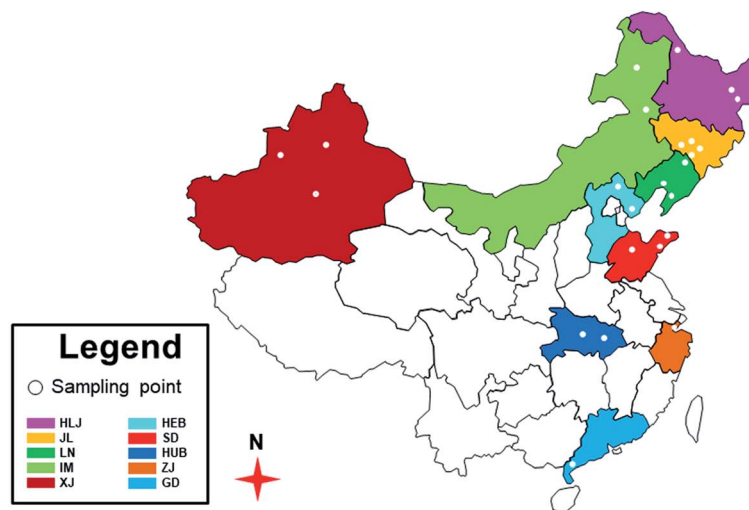 Legend
Sampling point
HLJ HEB
JL SD
LN HUB
IM ZJ
XJ GD
N